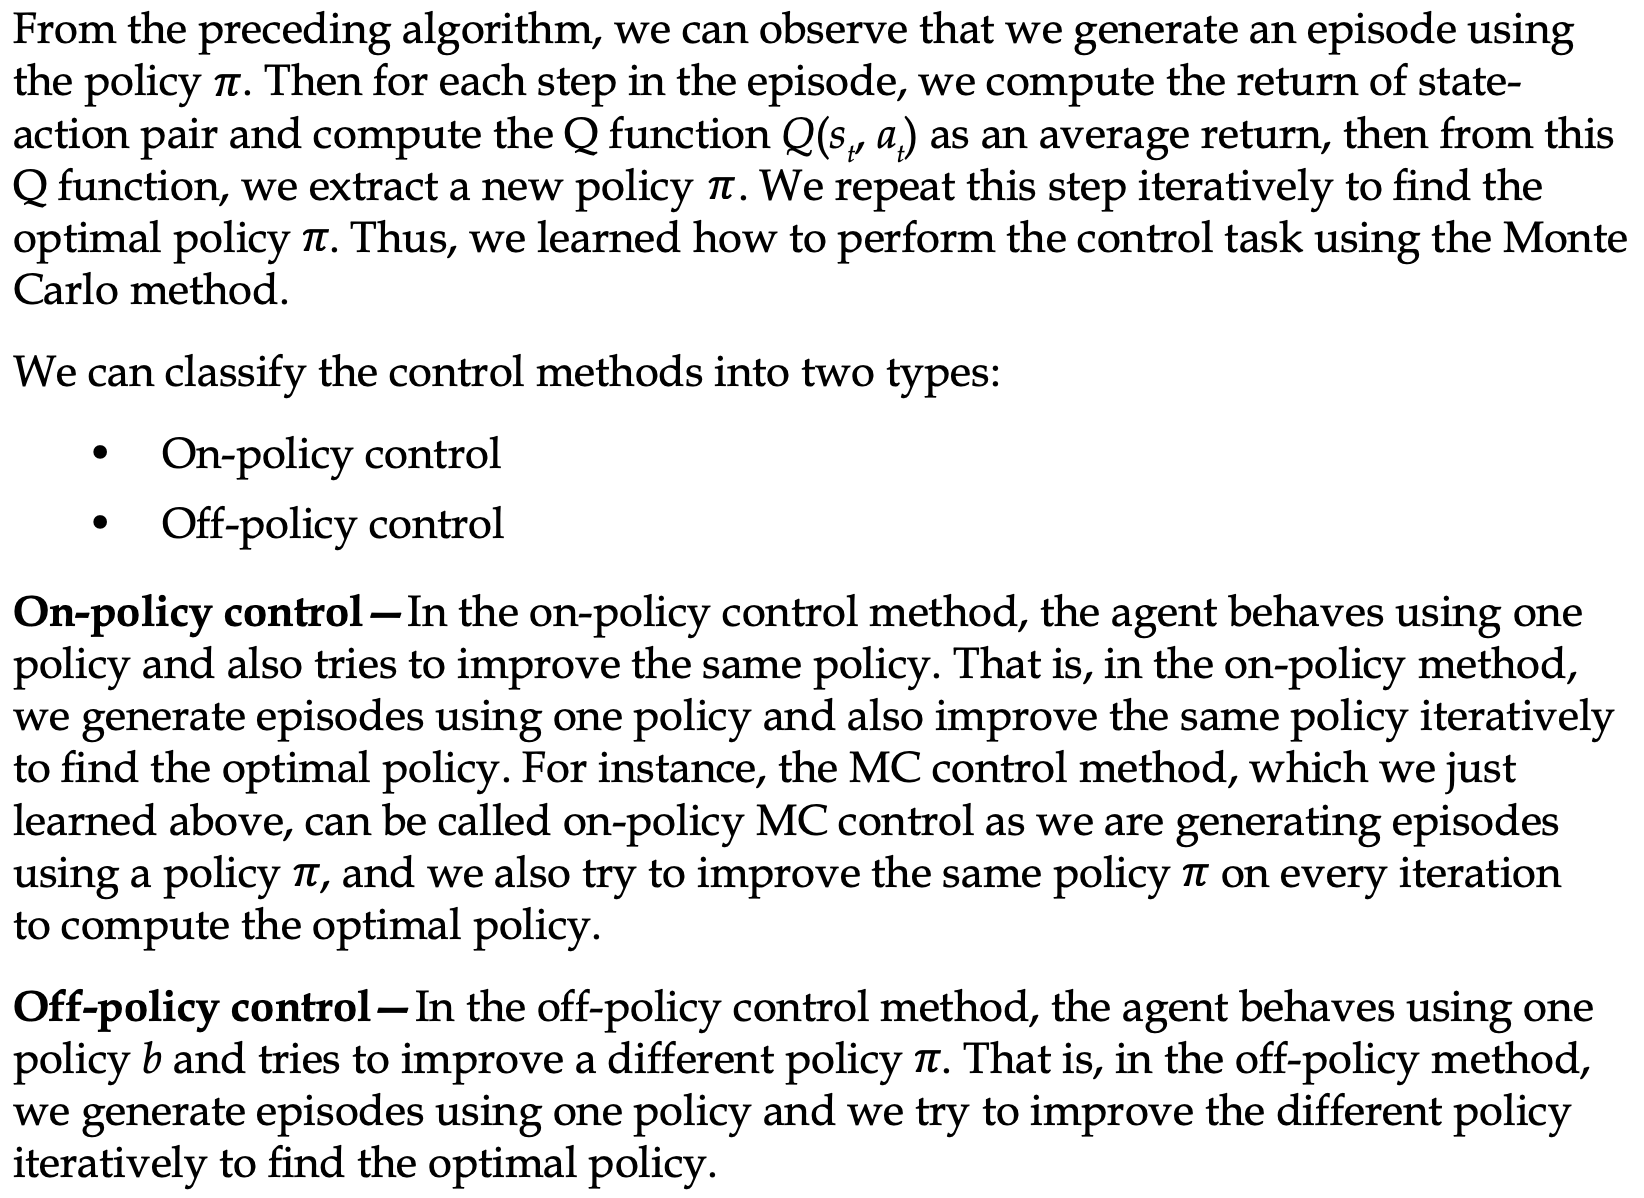 From the preceding algorithm, we can observe that we generate an episode using
the policy π. Then for each step in the episode, we compute the return of state-
action pair and compute the Q function Q(sₜ, aₜ) as an average return, then from this
Q function, we extract a new policy π. We repeat this step iteratively to find the
optimal policy π. Thus, we learned how to perform the control task using the Monte
Carlo method.
We can classify the control methods into two types:
• On-policy control
• Off-policy control
On-policy control—In the on-policy control method, the agent behaves using one
policy and also tries to improve the same policy. That is, in the on-policy method,
we generate episodes using one policy and also improve the same policy iteratively
to find the optimal policy. For instance, the MC control method, which we just
learned above, can be called on-policy MC control as we are generating episodes
using a policy π, and we also try to improve the same policy π on every iteration
to compute the optimal policy.
Off-policy control—In the off-policy control method, the agent behaves using one
policy b and tries to improve a different policy π. That is, in the off-policy method,
we generate episodes using one policy and we try to improve the different policy
iteratively to find the optimal policy.